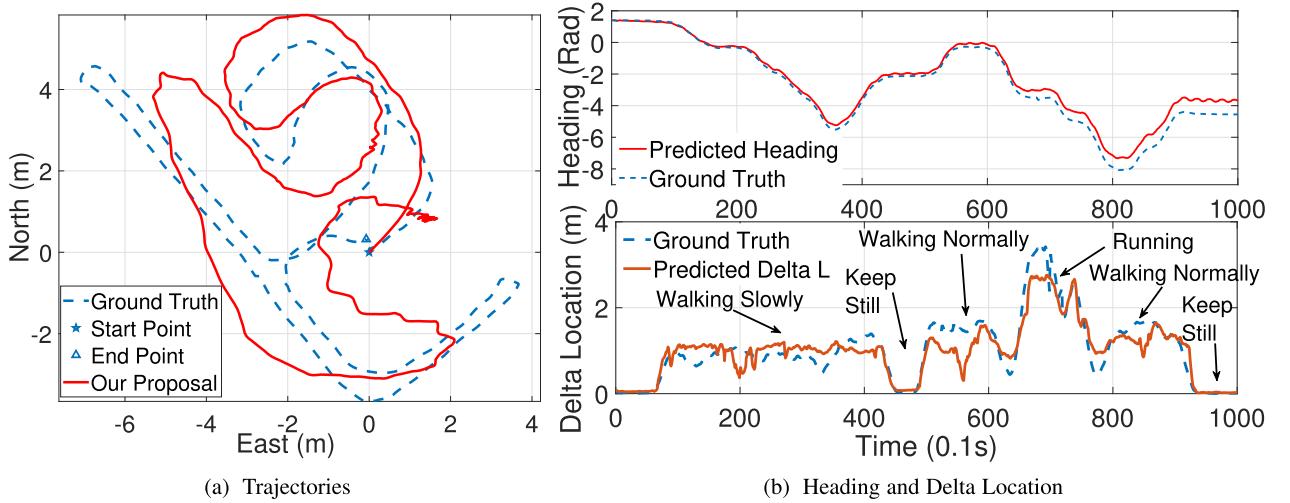 4
2
0
-2
North (m)
Ground Truth
Start Point
End Point
Our Proposal
-6
-4
-2
0
2
4
East (m)
(a) Trajectories
2
0
-2
-4
-6
-8
Heading (Rad)
Predicted Heading
Ground Truth
0
200
400
600
800
1000
4
2
0
Delta Location (m)
Ground Truth
Predicted Delta L
Walking Slowly
Keep
Still
Walking Normally
Running
Walking Normally
Keep
Still
0
200
400
600
800
1000
Time (0.1s)
(b) Heading and Delta Location